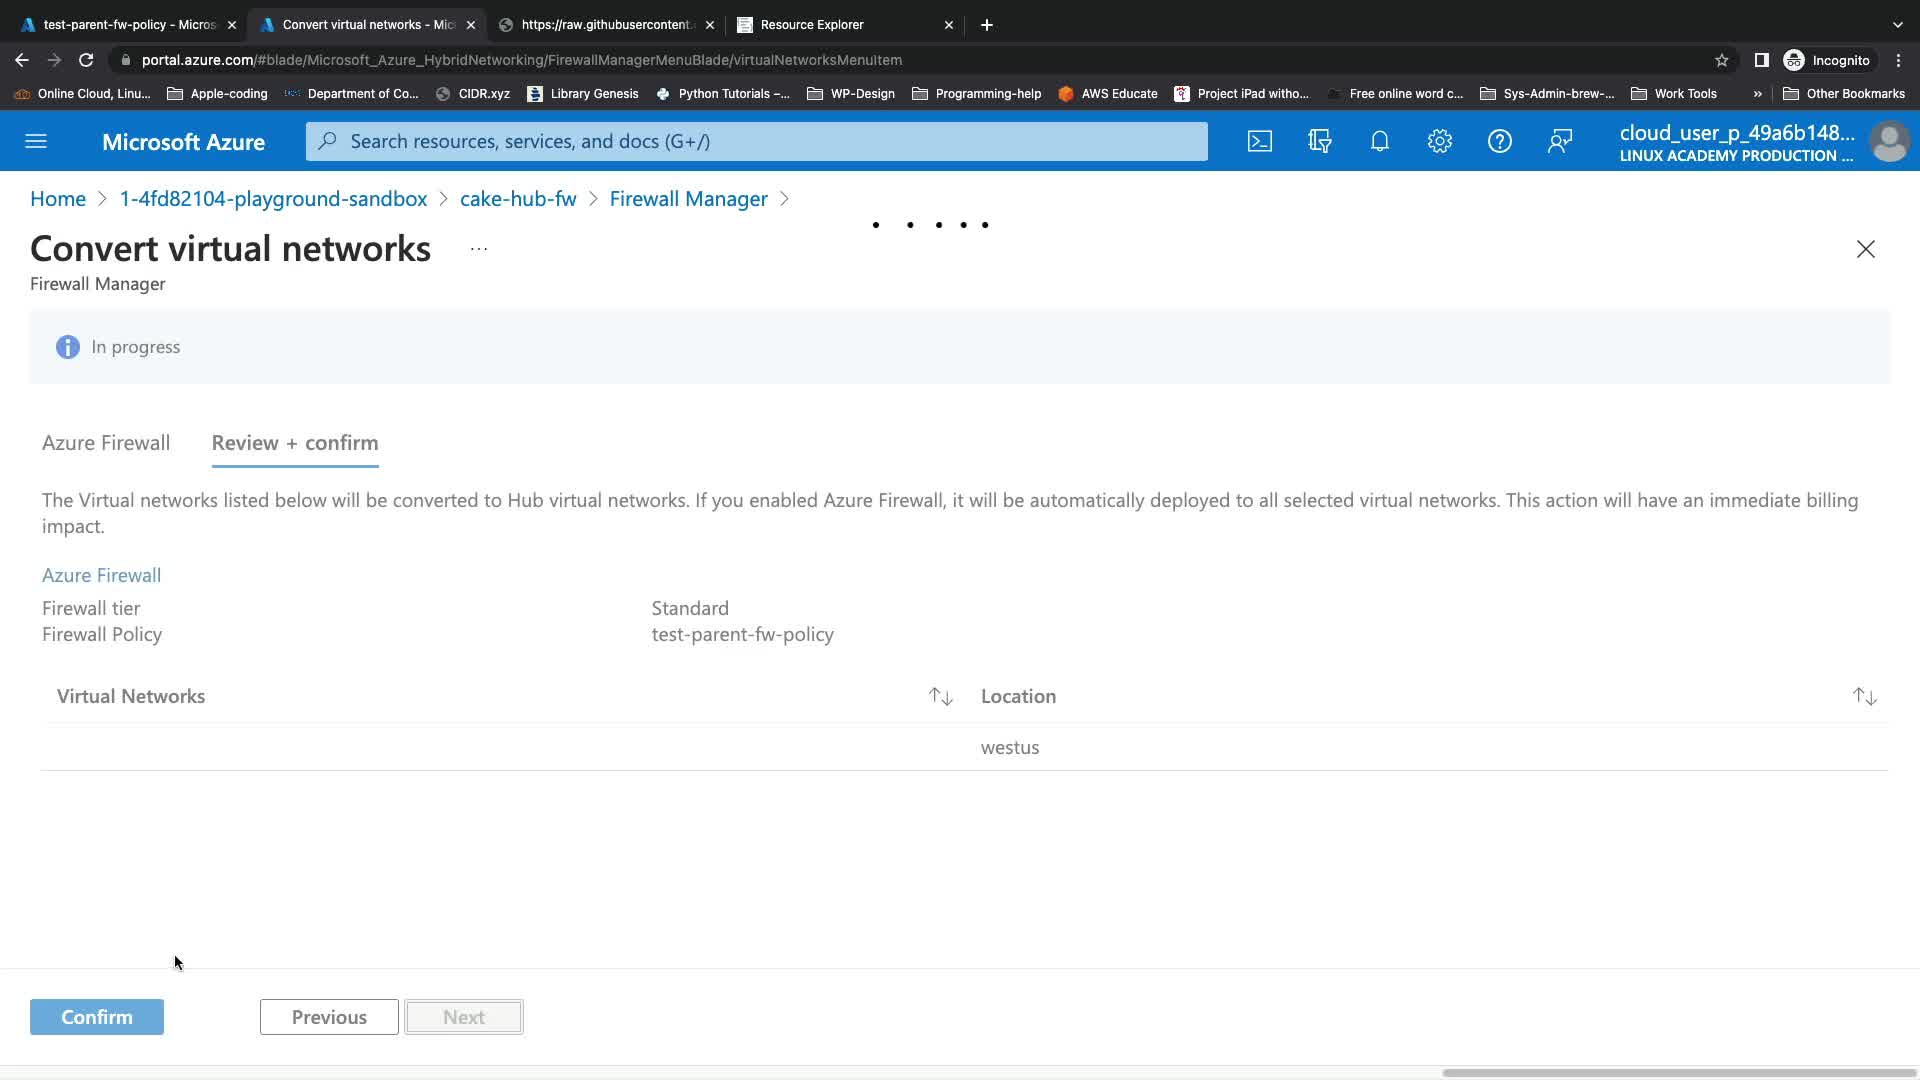 test-parent-fw-policy - Micros
Convert virtual networks - Mic
https://raw.githubusercontent.
Resource Explorer
portal.azure.com/#blade/Microsoft_Azure_HybridNetworking/FirewallManagerMenuBlade/virtualNetworksMenuItem
Incognito
Online Cloud, Linu...
Apple-coding
Department of Co...
CIDR.xyz
Library Genesis
Python Tutorials –...
WP-Design
Programming-help
AWS Educate
Project iPad witho...
Free online word c...
Sys-Admin-brew-...
Work Tools
»
Other Bookmarks
Microsoft Azure
Search resources, services, and docs (G+/)
cloud_user_p_49a6b148...
LINUX ACADEMY PRODUCTION ...
Home > 1-4fd82104-playground-sandbox > cake-hub-fw > Firewall Manager >
Convert virtual networks ...
Firewall Manager
In progress
Azure Firewall
Review + confirm
The Virtual networks listed below will be converted to Hub virtual networks. If you enabled Azure Firewall, it will be automatically deployed to all selected virtual networks. This action will have an immediate billing
impact.
Azure Firewall
Firewall tier
Standard
Firewall Policy
test-parent-fw-policy
Virtual Networks
Location
westus
Confirm
Previous
Next